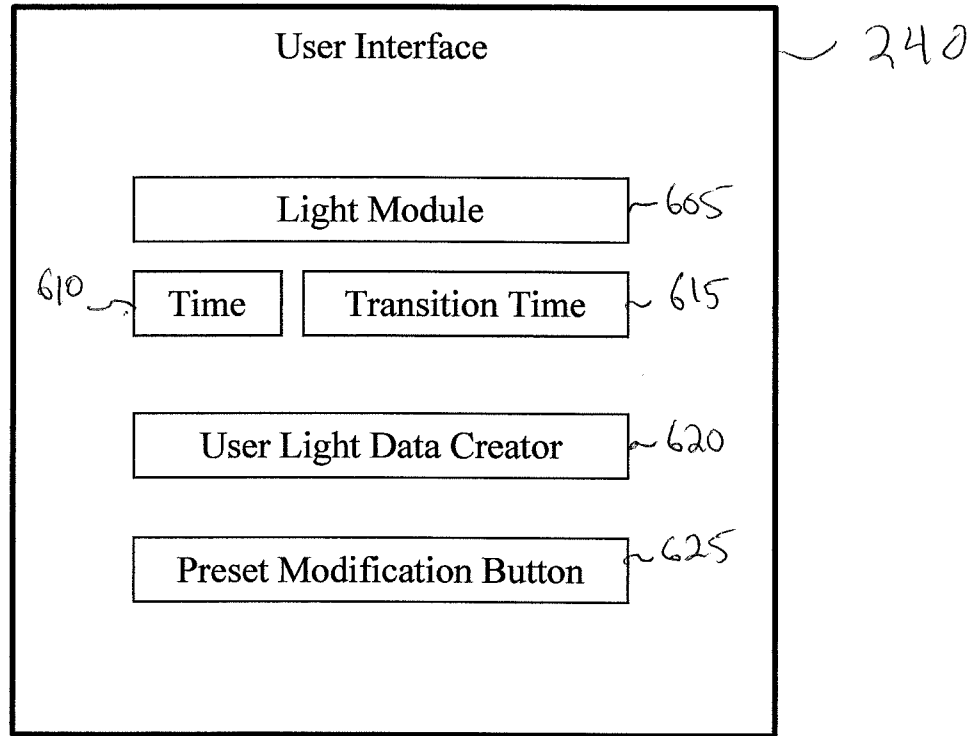 User Interface 240
Light Module 605
610 Time Transition Time 615
User Light Data Creator 620
Preset Modification Button 625